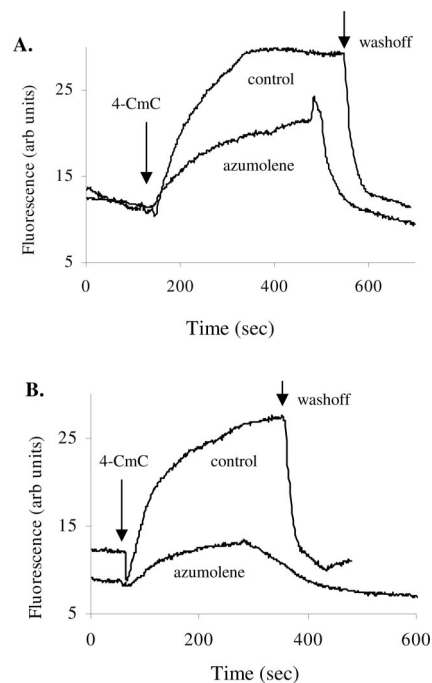 A.
washoff
control
4-CmC
azumolene
Fluorescence (arb units)
25
15
5
0 200 400 600
Time (sec)
B.
washoff
4-CmC
control
azumolene
Fluorescence (arb units)
25
15
5
0 200 400 600
Time (sec)